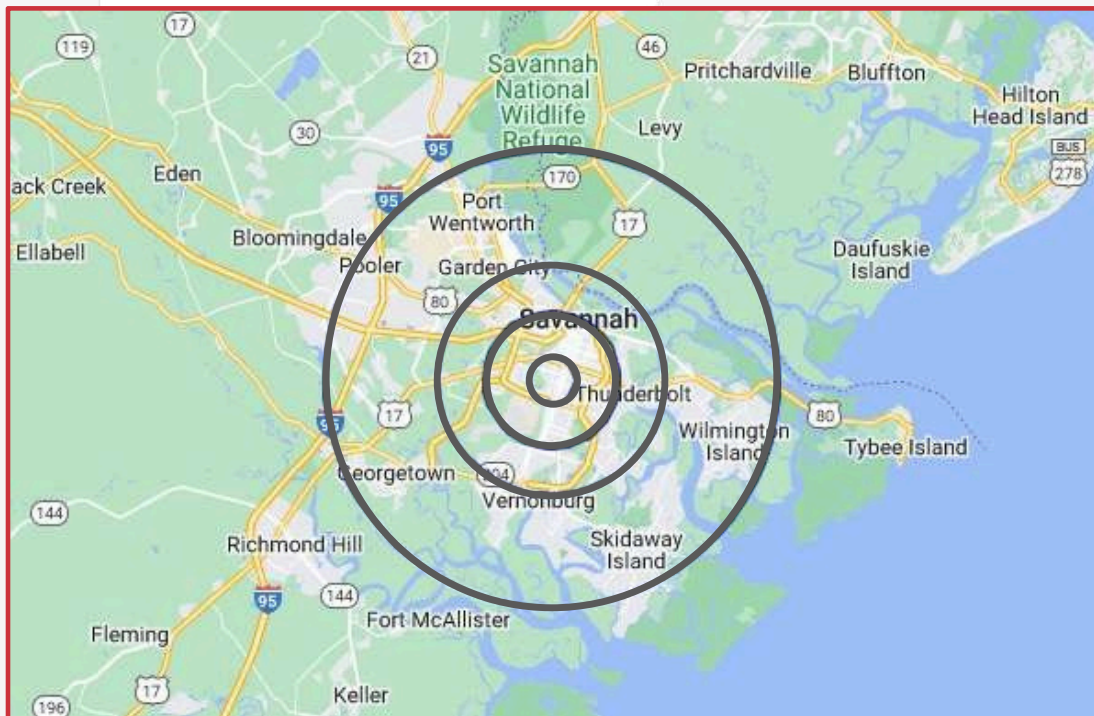 17
119
21
46
Savannah
National
Wildlife
Refuge
Pritchardville
Bluffton
Hilton
Head Island
Levy
30
95
BUS
278
Eden
ack Creek
170
95
Port
Wentworth
17
Bloomingdale
Ellabell
Pooler
Garden City
Daufuskie
Island
80
Savannah
Thunderbolt
17
95
80
Wilmington
Island
Tybee Island
Georgetown
204
Vernonburg
144
Richmond Hill
Skidaway
Island
95
144
Fort McAllister
Fleming
17
Keller
196